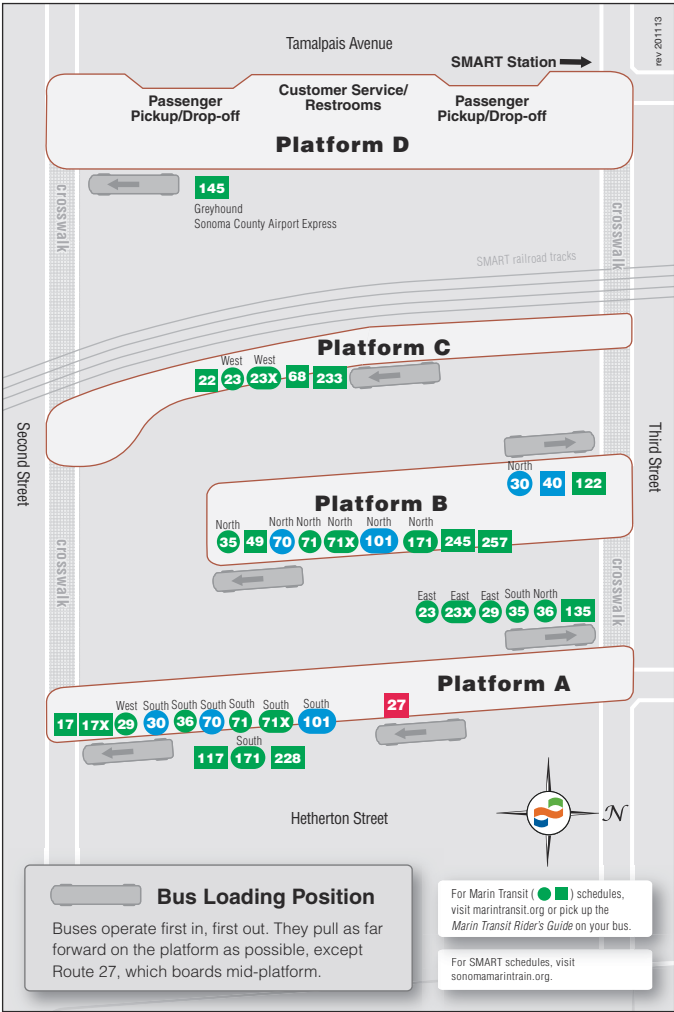 rev 201113
Tamalpais Avenue
SMART Station
Passenger
Pickup/Drop-off
Customer Service/
Restrooms
Passenger
Pickup/Drop-off
Platform D
145
Greyhound
Sonoma County Airport Express
crosswalk
crosswalk
SMART railroad tracks
Platform C
West West
22 23 23X 68 233
Second Street
Third Street
North
30 40 122
Platform B
North North North North North North
35 49 70 71 71X 101 171 245 257
crosswalk
crosswalk
East East East South North
23 23X 29 35 36 135
Platform A
27
West South South South South South South
17 17X 29 30 36 70 71 71X 101
South
117 171 228
Hetherton Street
N
Bus Loading Position
Buses operate first in, first out. They pull as far
forward on the platform as possible, except
Route 27, which boards mid-platform.
For Marin Transit ( ) schedules,
visit marintransit.org or pick up the
Marin Transit Rider's Guide on your bus.
For SMART schedules, visit
sonomamarintrain.org.